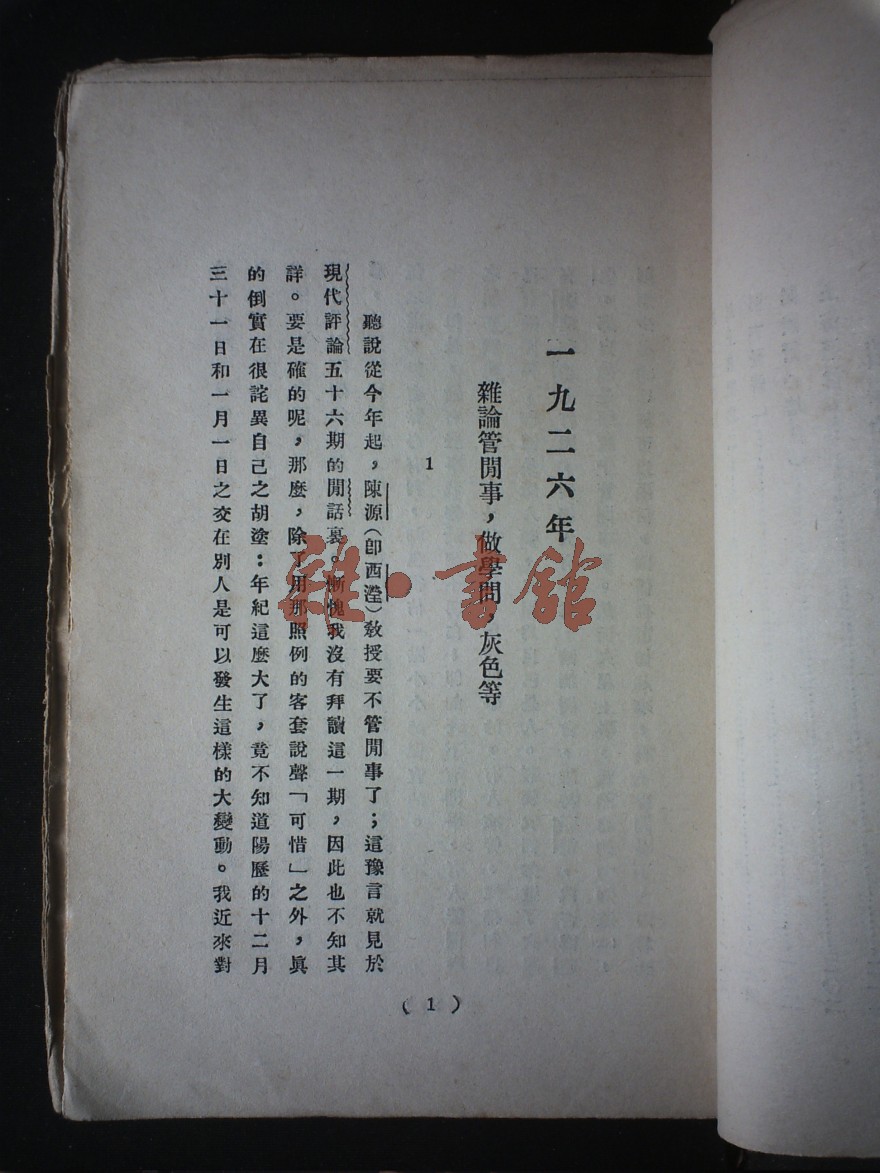 一九二六年
雜論管閒事，做學問，灰色等
1
聽說從今年起，陳源（卽西瀅）敎授要不管閒事了；這豫言就見於
現代評論五十六期的閒話裏。慚愧我沒有拜讀這一期，因此也不知其
詳。要是確的呢，那麼，除了用那照例的客套說聲「可惜」之外，眞
的倒實在很詫異自己之胡塗：年紀這麼大了，竟不知道陽歷的十二月
三十一日和一月一日之交在別人是可以發生這樣的大變動。我近來對
( 1 )
雜·書館